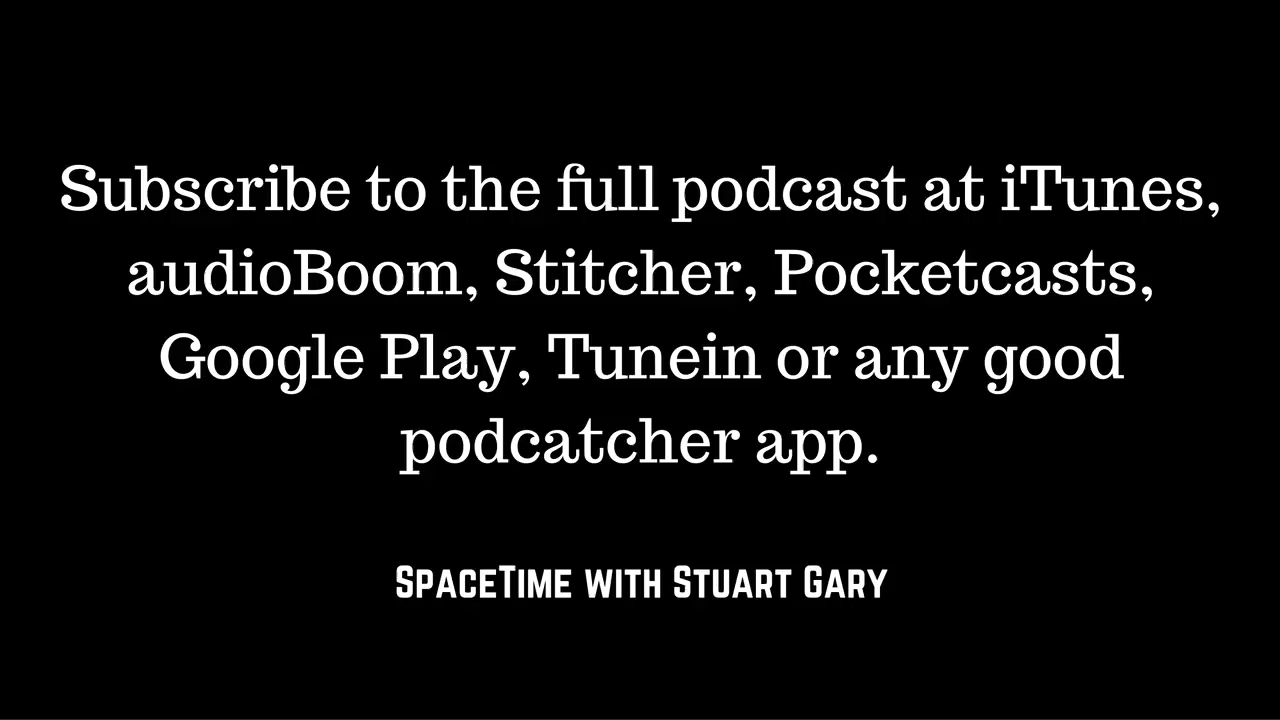 Subscribe to the full podcast at iTunes,
audioBoom, Stitcher, Pocketcasts,
Google Play, Tunein or any good
podcatcher app.
SpaceTime with Stuart Gary